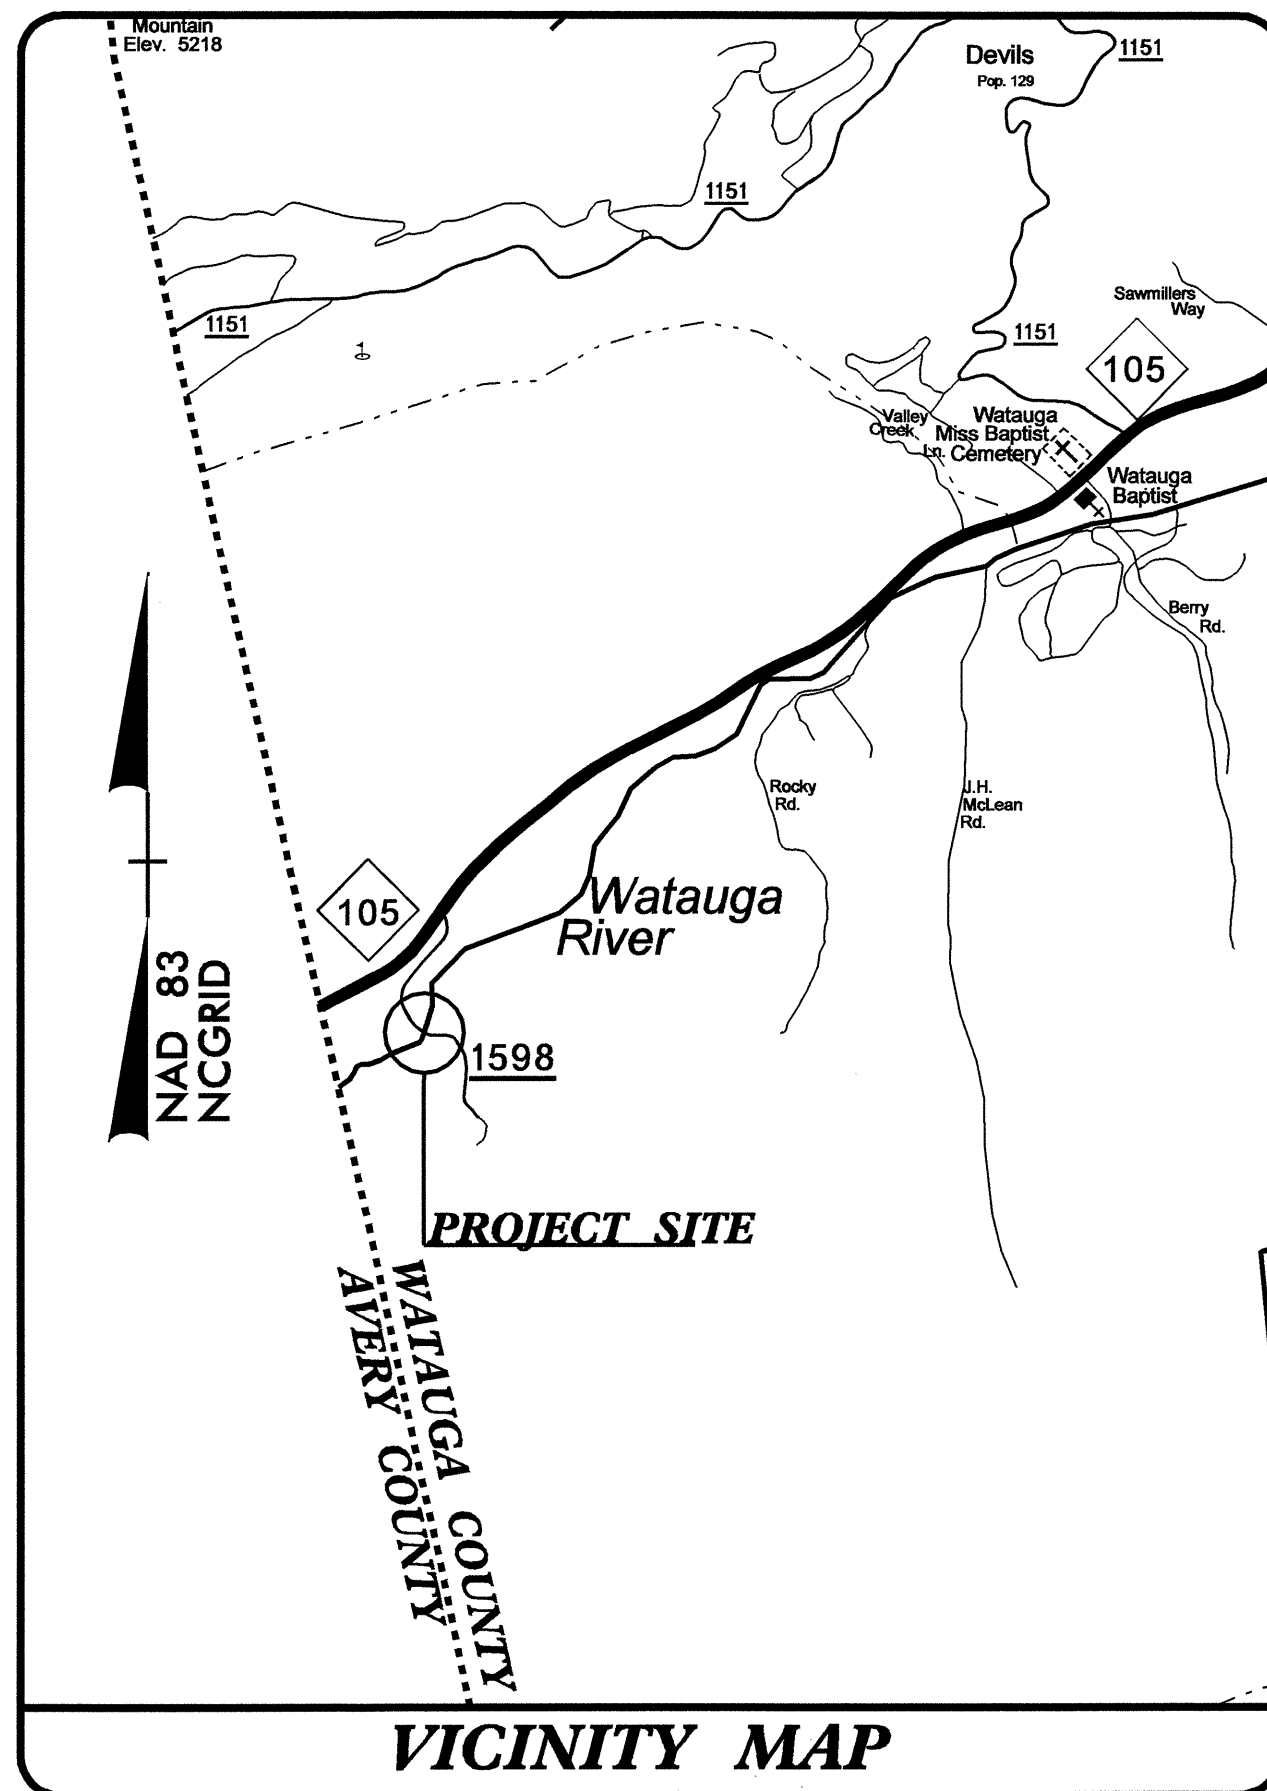 Mountain
Elev. 5218
Devils
Pop. 129
1151
1151
1151
1151
Sawmillers
Way
105
Valley
Creek
Ln.
Watauga
Miss Baptist
Cemetery
Watauga
Baptist
Berry
Rd.
Rocky
Rd.
J.H.
McLean
Rd.
105
Watauga
River
NAD 83
NCGRID
1598
PROJECT SITE
WATAUGA COUNTY
AVERY COUNTY
VICINITY MAP